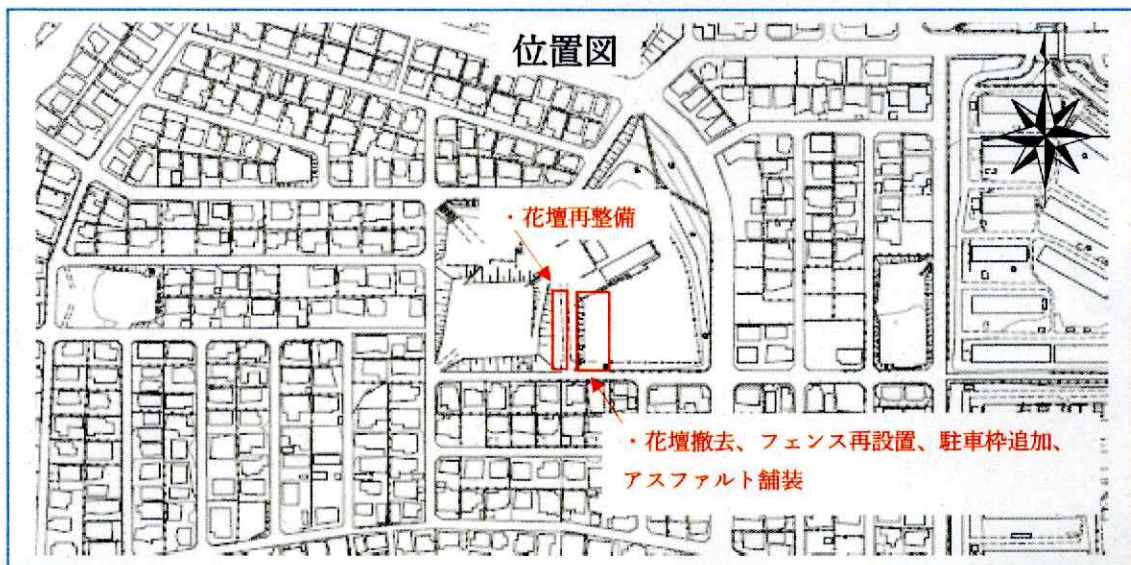 位置図
・花壇再整備
・花壇撤去、フェンス再設置、駐車枠追加、
アスファルト舗装